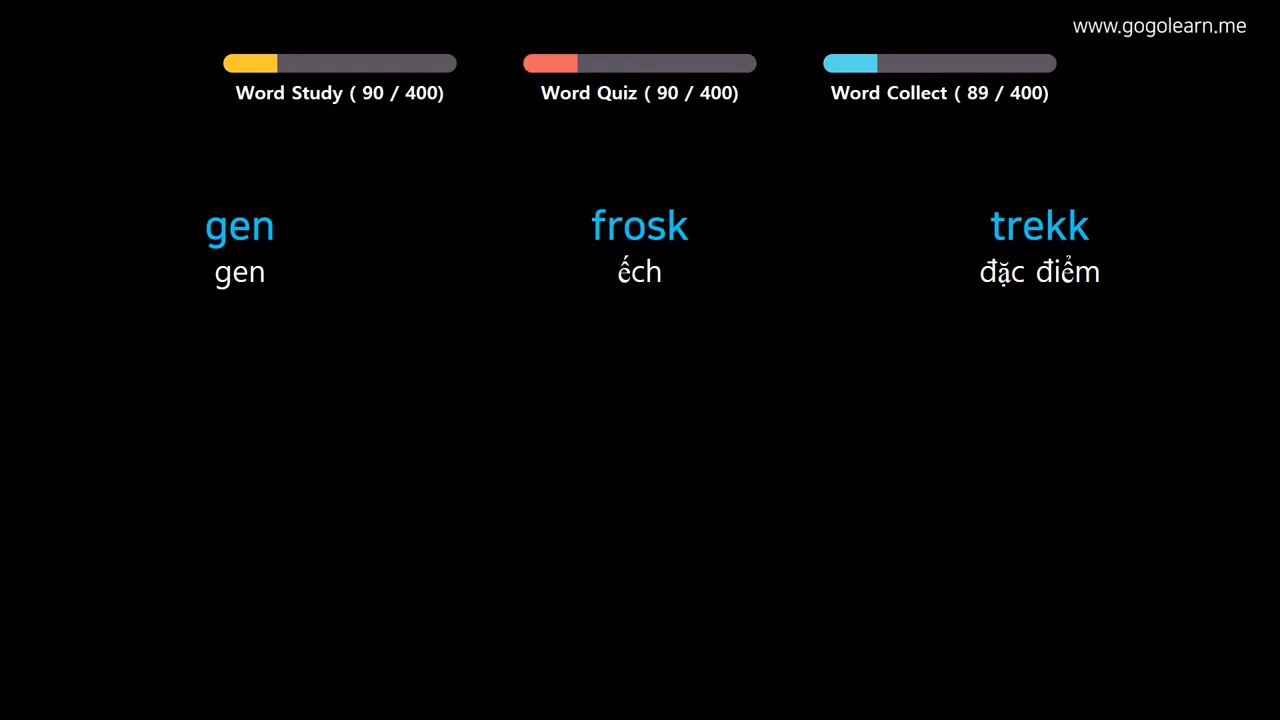 www.gogolearn.me
Word Study ( 90 / 400)
Word Quiz ( 90 / 400)
Word Collect ( 89 / 400)
gen
gen
frosk
ếch
trekk
đặc điểm